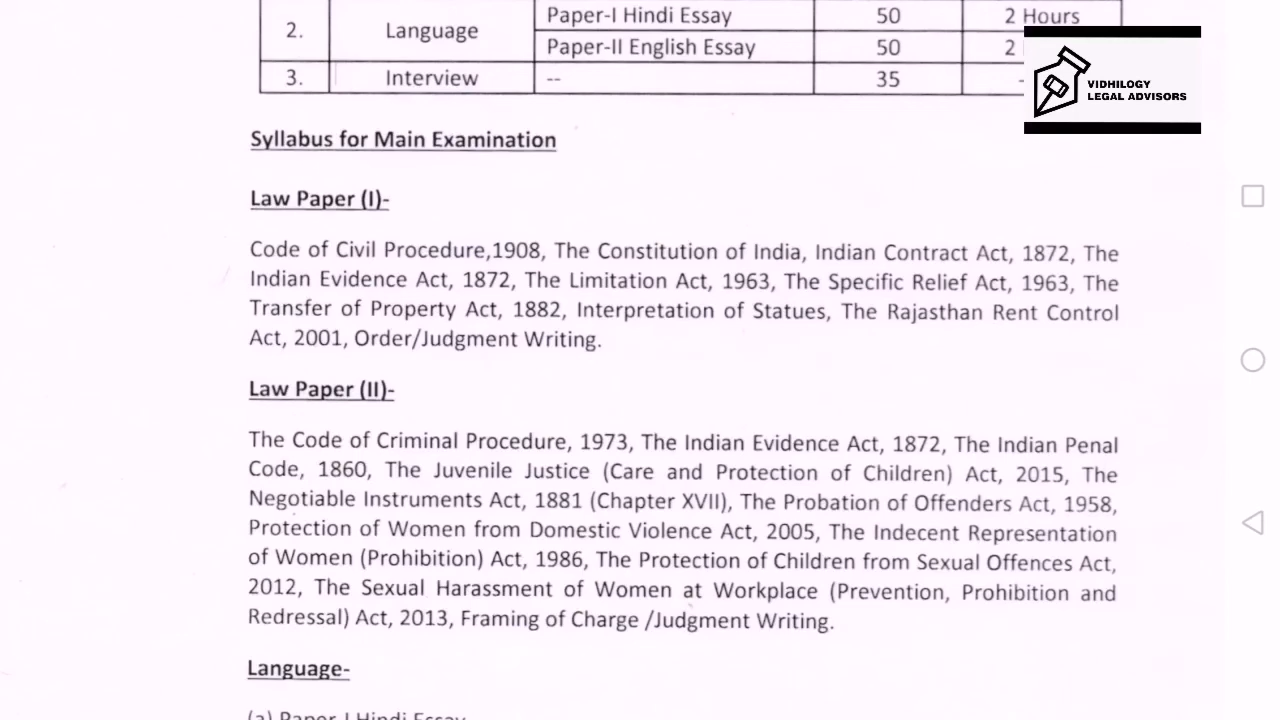 2. Language Paper-I Hindi Essay 50 2 Hours
Paper-II English Essay 50 2
3. Interview -- 35 -
VIDHILOGY
LEGAL ADVISORS
Syllabus for Main Examination
Law Paper (I)-
Code of Civil Procedure,1908, The Constitution of India, Indian Contract Act, 1872, The
Indian Evidence Act, 1872, The Limitation Act, 1963, The Specific Relief Act, 1963, The
Transfer of Property Act, 1882, Interpretation of Statues, The Rajasthan Rent Control
Act, 2001, Order/Judgment Writing.
Law Paper (II)-
The Code of Criminal Procedure, 1973, The Indian Evidence Act, 1872, The Indian Penal
Code, 1860, The Juvenile Justice (Care and Protection of Children) Act, 2015, The
Negotiable Instruments Act, 1881 (Chapter XVII), The Probation of Offenders Act, 1958,
Protection of Women from Domestic Violence Act, 2005, The Indecent Representation
of Women (Prohibition) Act, 1986, The Protection of Children from Sexual Offences Act,
2012, The Sexual Harassment of Women at Workplace (Prevention, Prohibition and
Redressal) Act, 2013, Framing of Charge /Judgment Writing.
Language-
(a) Paper-I Hindi Essay